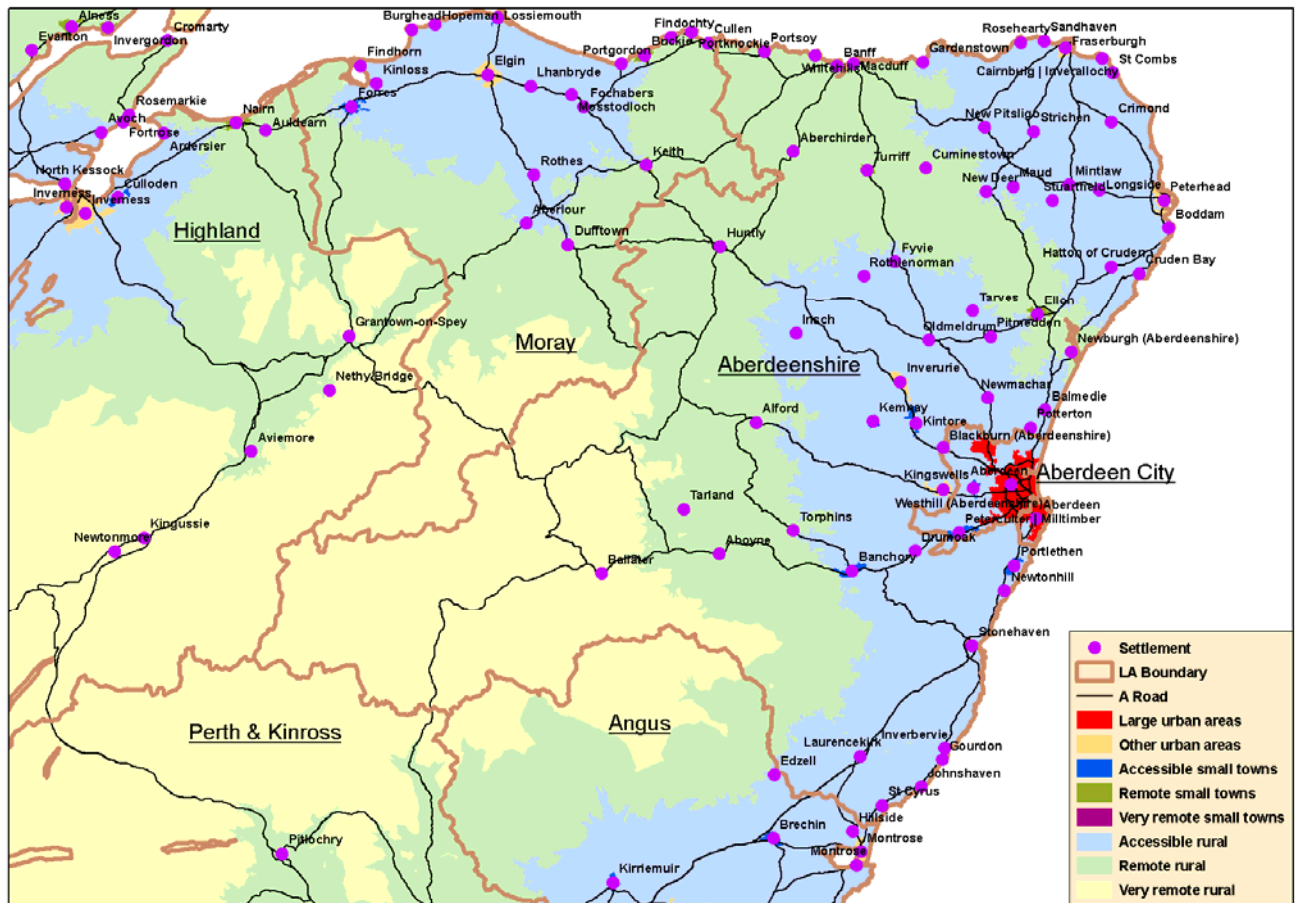 Alness
Evanton
Invergordon
Cromarty
Burghead
Hopeman
Lossiemouth
Findochty
Cullen
Buckie
Portknockie
Portgordon
Portsoy
Banff
Whitehills
Macduff
Gardenstown
Rosehearty
Sandhaven
Fraserburgh
St Combs
Cairnbulg | Inverallochy
Findhorn
Kinloss
Elgin
Lhanbryde
Fochabers
Mosstodloch
Forres
Rosemarkie
Avoch
Fortrose
Nairn
Auldearn
Ardersier
Crimond
New Pitsligo
Strichen
Aberchirder
Keith
Rothes
Turriff
Cuminestown
New Deer
Maud
Mintlaw
Stuartfield
Longside
Peterhead
Boddam
North Kessock
Culloden
Inverness
Inverness
Highland
Aberlour
Dufftown
Huntly
Fyvie
Rothienorman
Hatton of Cruden
Cruden Bay
Tarves
Ellon
Grantown-on-Spey
Moray
Insch
Oldmeldrum
Pitmedden
Newburgh (Aberdeenshire)
Aberdeenshire
Nethy Bridge
Inverurie
Newmachar
Balmedie
Alford
Kemnay
Kintore
Potterton
Blackburn (Aberdeenshire)
Aviemore
Kingswells
Aberdeen
Aberdeen City
Westhill (Aberdeenshire)
Aberdeen
Tarland
Torphins
Peterculter
Milltimber
Kingussie
Newtonmore
Drumoak
Aboyne
Banchory
Portlethen
Ballater
Newtonhill
Stonehaven
Perth & Kinross
Angus
Laurencekirk
Inverbervie
Gourdon
Edzell
Johnshaven
St Cyrus
Brechin
Hillside
Montrose
Montrose
Pitlochry
Kirriemuir
Settlement
LA Boundary
A Road
Large urban areas
Other urban areas
Accessible small towns
Remote small towns
Very remote small towns
Accessible rural
Remote rural
Very remote rural